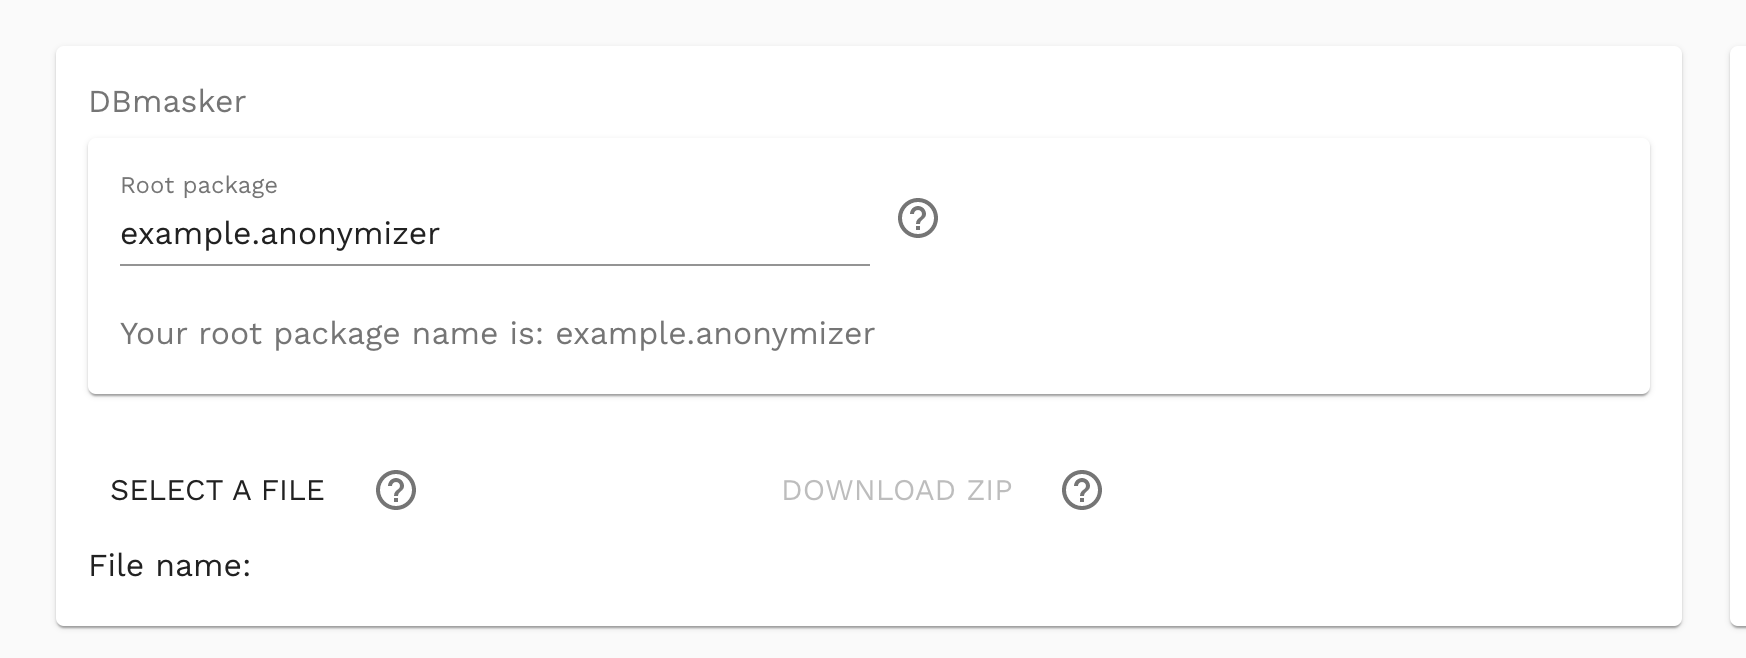 DBmasker
Root package
example.anonymizer
Your root package name is: example.anonymizer
SELECT A FILE
DOWNLOAD ZIP
File name: